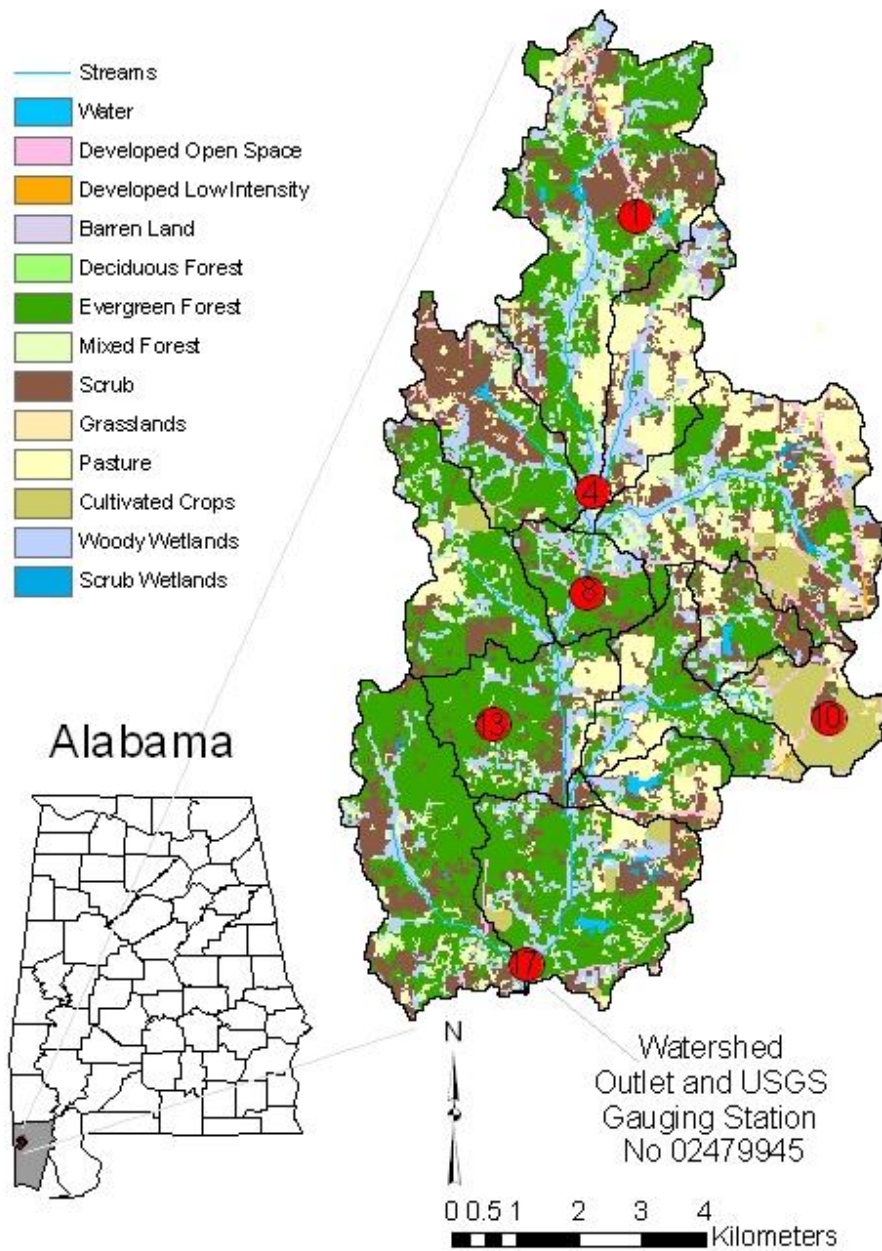 Streams
Water
Developed Open Space
Developed Low Intensity
Barren Land
Deciduous Forest
Evergreen Forest
Mixed Forest
Scrub
Grasslands
Pasture
Cultivated Crops
Woody Wetlands
Scrub Wetlands
1
4
8
13
10
17
Alabama
N
Watershed
Outlet and USGS
Gauging Station
No 02479945
0 0.5 1 2 3 4
Kilometers